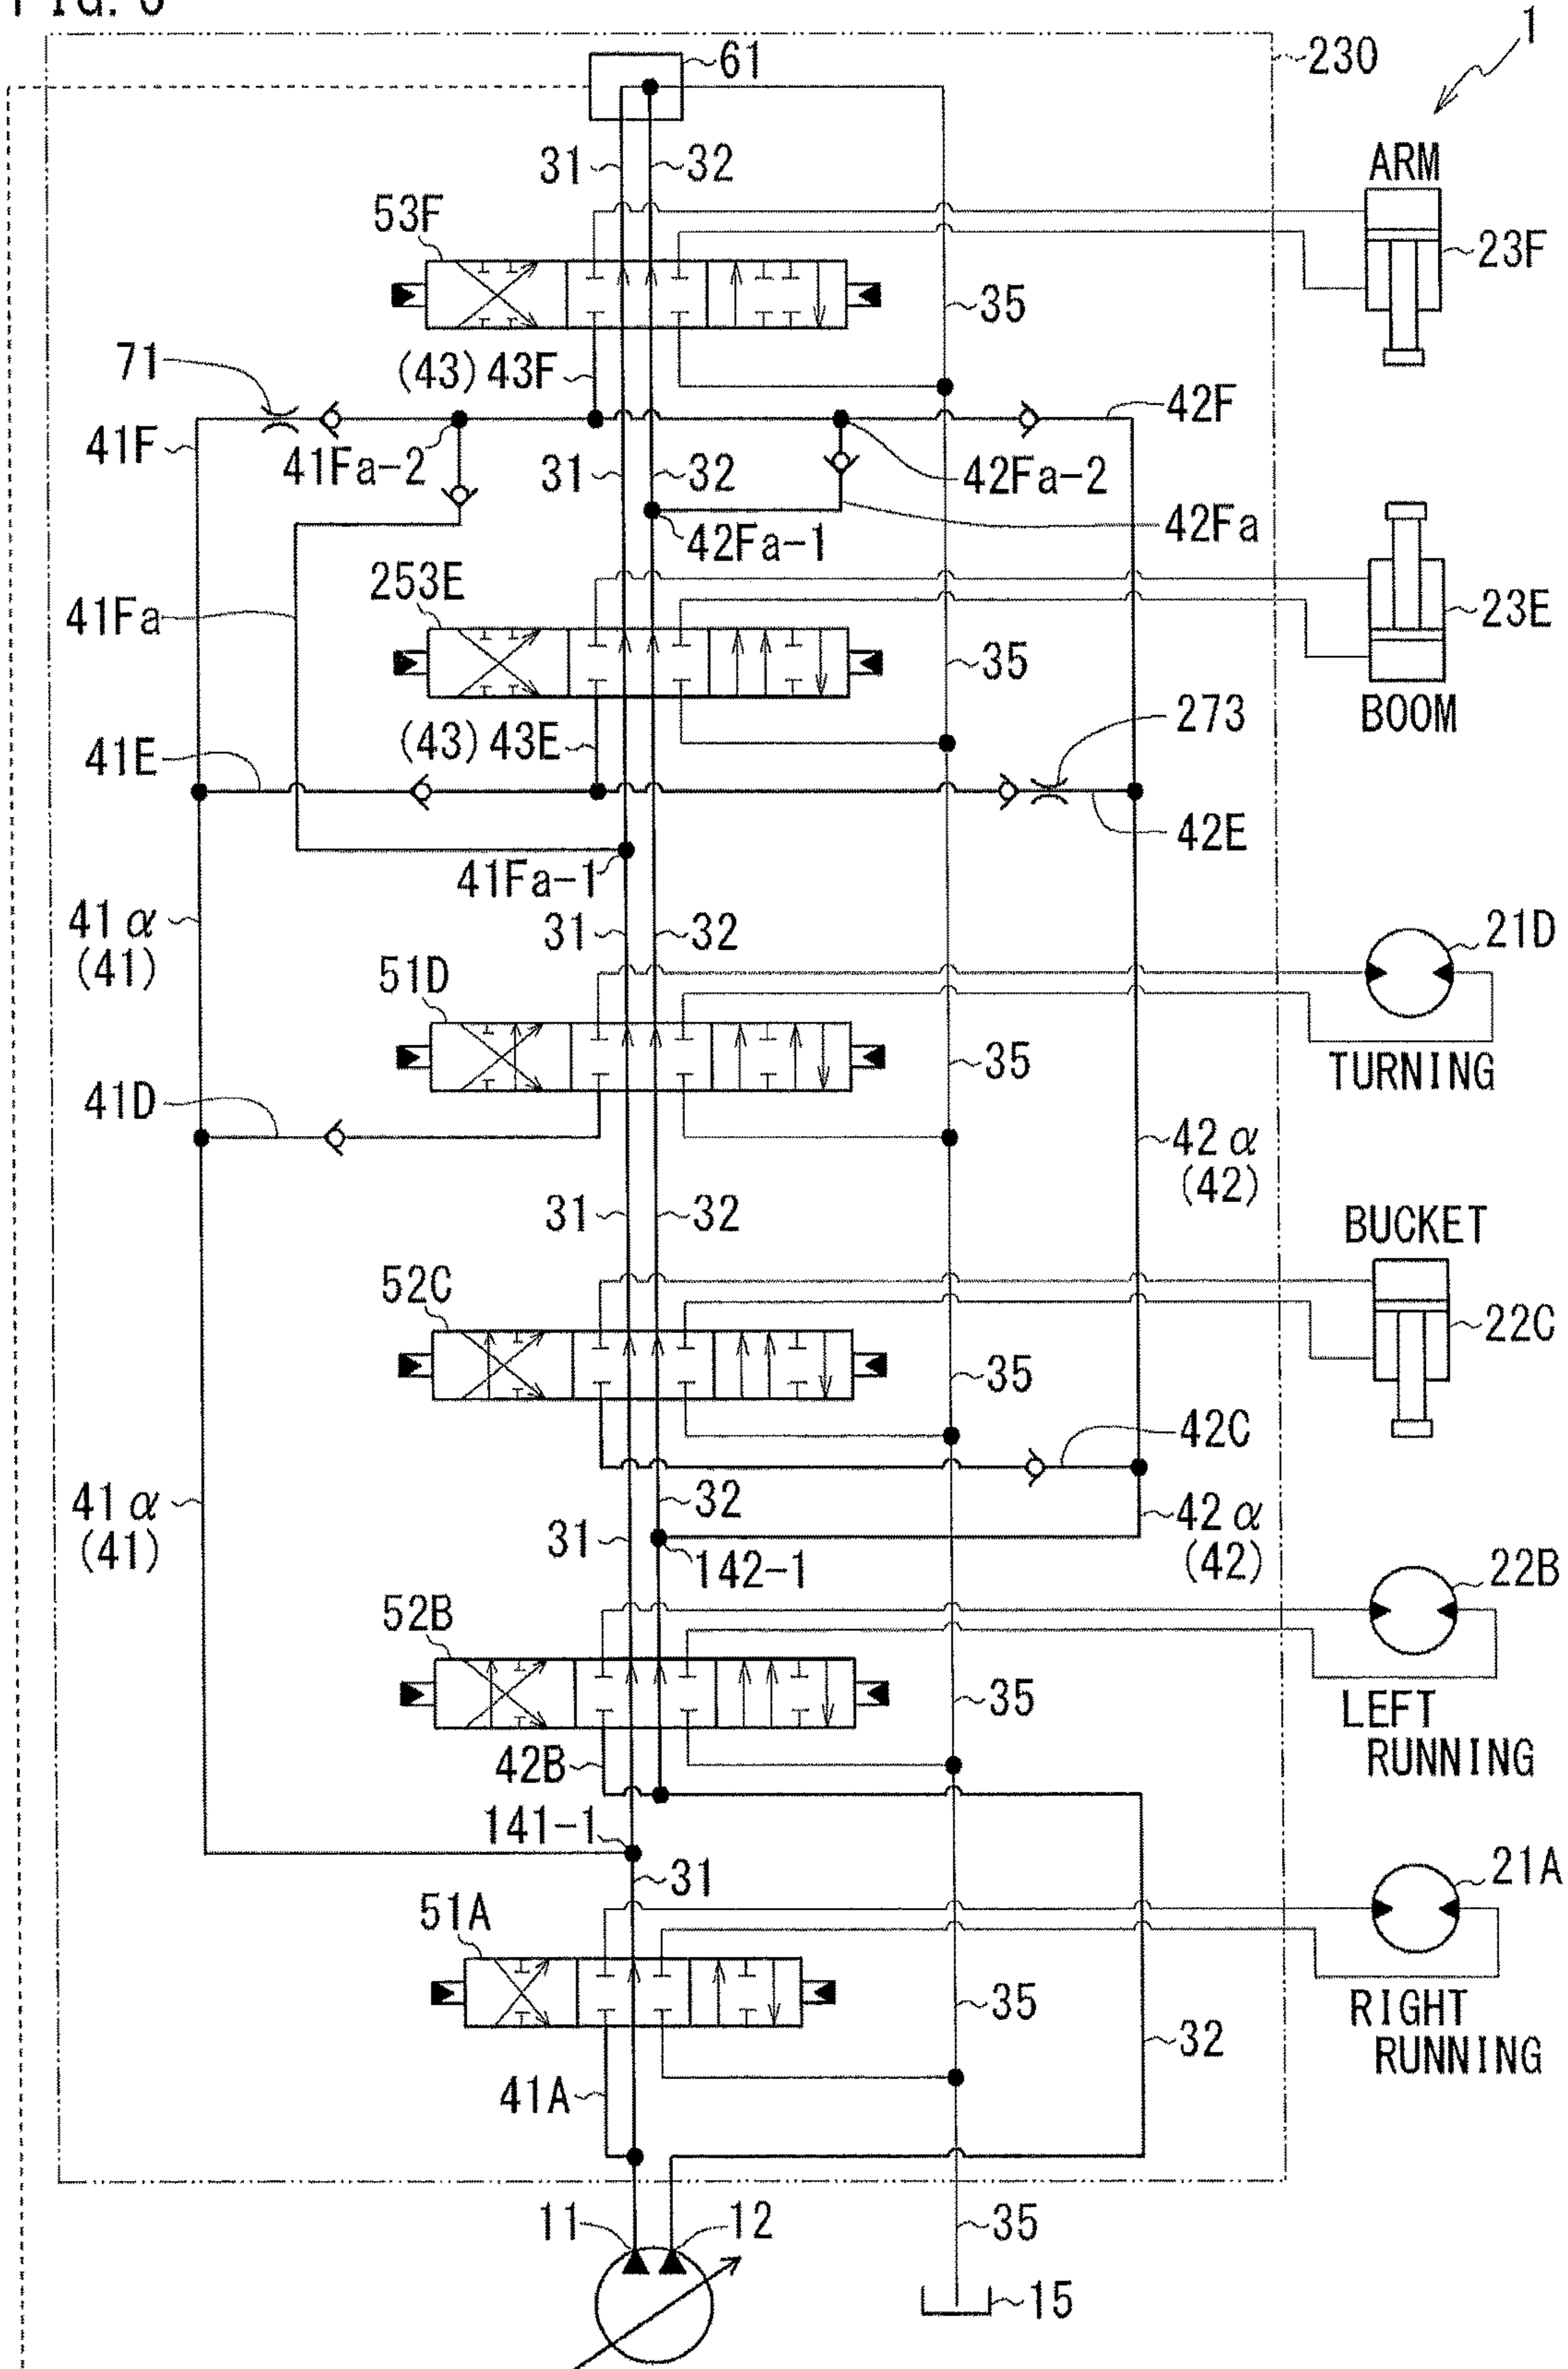 1
61
230
31
32
ARM
53F
23F
35
71
(43) 43F
42F
41F
41Fa-2
31
32
42Fa-2
42Fa-1
42Fa
253E
41Fa
23E
35
BOOM
(43) 43E
273
41E
42E
41Fa-1
41α
(41)
31
32
21D
51D
35
TURNING
41D
42α
(42)
31
32
BUCKET
52C
22C
35
42C
41α
(41)
32
31
42α
(42)
142-1
22B
52B
35
LEFT
RUNNING
42B
141-1
31
21A
51A
35
RIGHT
RUNNING
32
41A
11
12
35
15